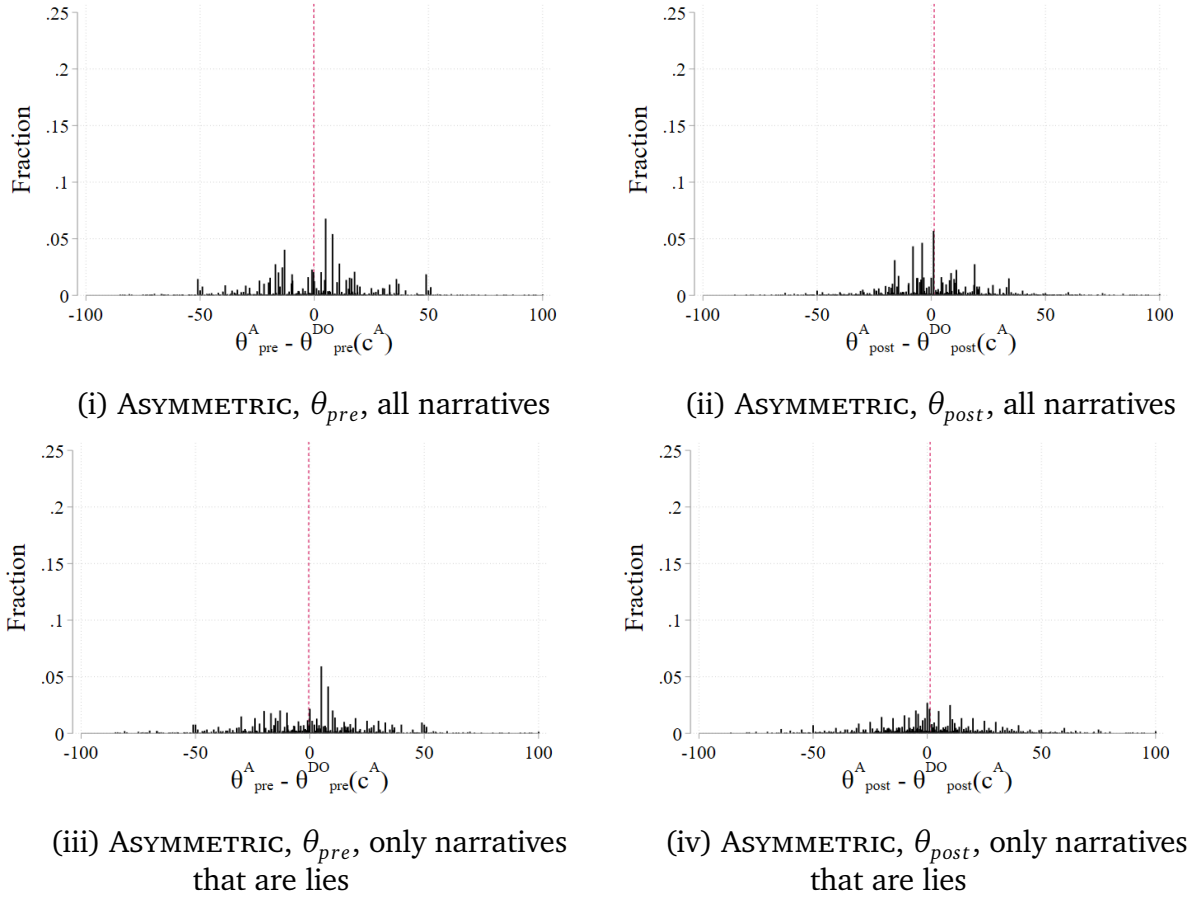 .25
.2
.15
.1
.05
0
Fraction
-100 -50 0 50 100
θ^A_pre - θ^DO_pre(c^A)
(i) ASYMMETRIC, θ_pre, all narratives
.25
.2
.15
.1
.05
0
Fraction
-100 -50 0 50 100
θ^A_post - θ^DO_post(c^A)
(ii) ASYMMETRIC, θ_post, all narratives
.25
.2
.15
.1
.05
0
Fraction
-100 -50 0 50 100
θ^A_pre - θ^DO_pre(c^A)
(iii) ASYMMETRIC, θ_pre, only narratives
that are lies
.25
.2
.15
.1
.05
0
Fraction
-100 -50 0 50 100
θ^A_post - θ^DO_post(c^A)
(iv) ASYMMETRIC, θ_post, only narratives
that are lies